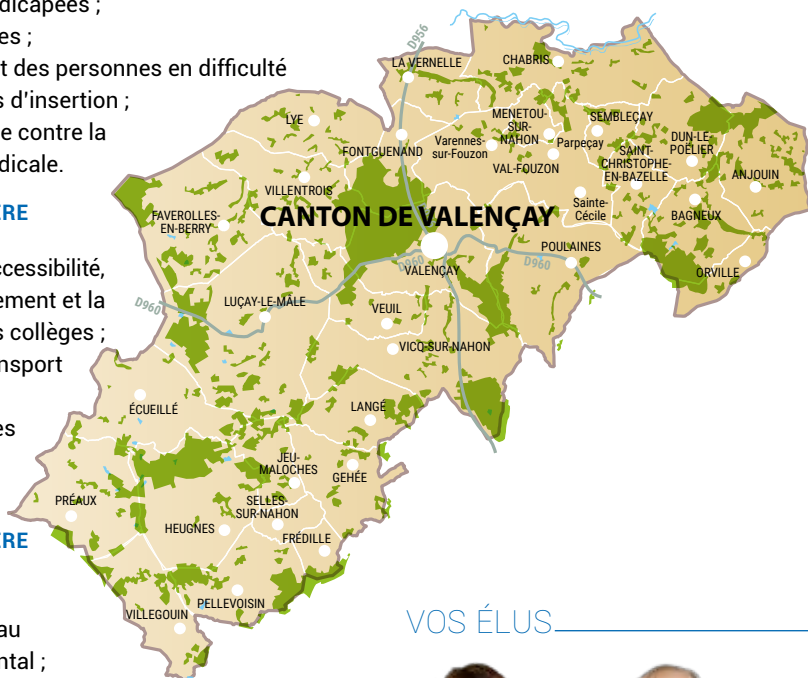 dicapées ;
es ;
t des personnes en difficulté
s d'insertion ;
e contre la
dicale.
ÈRE
ccessibilité,
ement et la
s collèges ;
nsport
es
ÈRE
au
ntal ;
D956
LA VERNELLE
CHABRIS
LYE
FONTGUENAND
MENETOU-
SUR-
NAHON
Varennes-
sur-Fouzon
Parpeçay
SEMBLEÇAY
VAL-FOUZON
SAINT-
CHRISTOPHE-
EN-BAZELLE
DUN-LE-
POËLIER
ANJOUIN
VILLENTROIS
FAVEROLLES-
EN-BERRY
CANTON DE VALENÇAY
Sainte-
Cécile
BAGNEUX
POULAINES
ORVILLE
D960
VALENÇAY
D960
D960
LUÇAY-LE-MÂLE
VEUIL
VICQ-SUR-NAHON
ÉCUEILLÉ
LANGÉ
JEU-
MALOCHES
GEHÉE
PRÉAUX
SELLES-
SUR-NAHON
HEUGNES
FRÉDILLE
PELLEVOISIN
VILLEGOUIN
VOS ÉLUS